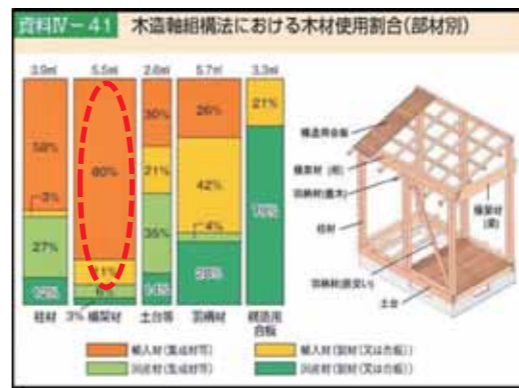 資料Ⅳ-41 木造軸組構法における木材使用割合(部材別)
3.9㎥ 5.5㎥ 2.6㎥ 5.7㎥ 3.3㎥
58%
3%
27%
12%
80%
11%
6%
3%
30%
21%
35%
14%
26%
42%
4%
28%
21%
79%
柱材 横架材 土台等 羽柄材 構造用合板
輸入材(集成材等) 輸入材(製材(又は合板))
国産材(集成材等) 国産材(製材(又は合板))
構造用合板
横架材(桁)
羽柄材(垂木)
柱材
横架材(梁)
羽柄材(筋交い)
土台